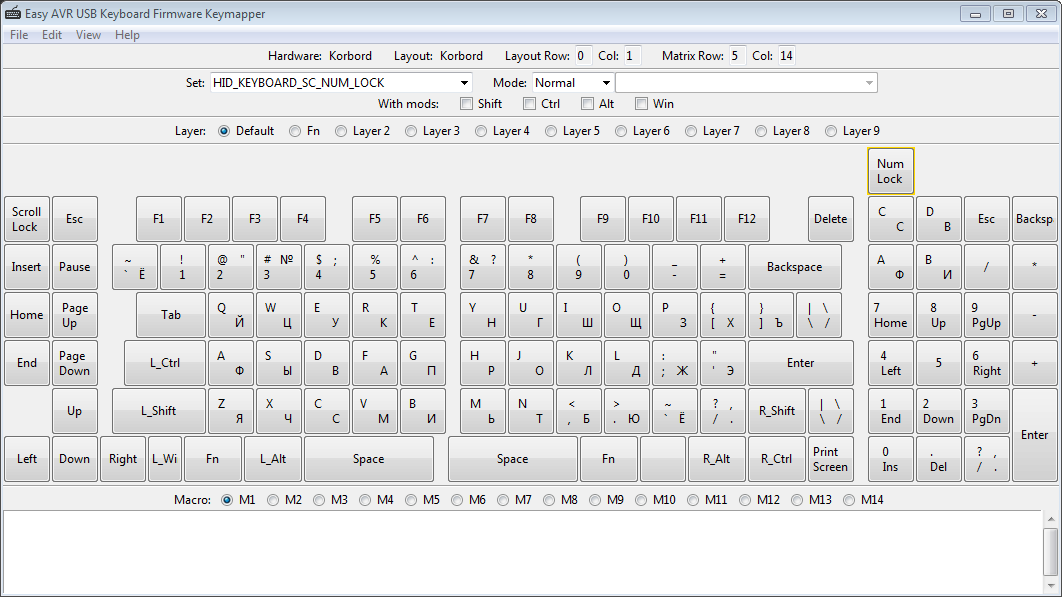 Easy AVR USB Keyboard Firmware Keymapper
File Edit View Help
Hardware: Korbord Layout: Korbord Layout Row: 0 Col: 1 Matrix Row: 5 Col: 14
Set: HID_KEYBOARD_SC_NUM_LOCK Mode: Normal
With mods: Shift Ctrl Alt Win
Layer: Default Fn Layer 2 Layer 3 Layer 4 Layer 5 Layer 6 Layer 7 Layer 8 Layer 9
Num
Lock
Scroll Esc F1 F2 F3 F4 F5 F6 F7 F8 F9 F10 F11 F12 Delete C D Esc Backsp
Lock C B
Insert Pause ~ ! @ " # № $ ; % ^ : & ? * ( ) _ + Backspace A B / *
` Ё 1 2 3 4 5 6 7 8 9 0 - = Ф И
Home Page Tab Q W E R T Y U I O P { } | \ 7 8 9 -
Up Й Ц У К Е Н Г Ш Щ З [ Х ] Ъ \ / Home Up PgUp
End Page L_Ctrl A S D F G H J K L : " Enter 4 5 6 +
Down Ф Ы В А П Р О Л Д ; Ж ' Э Left Right
Up L_Shift Z X C V B M N < > ~ ? , R_Shift | \ 1 2 3 Enter
Я Ч С М И Ь Т , Б . Ю ` Ё / . \ / End Down PgDn
Left Down Right L_Wi Fn L_Alt Space Space Fn R_Alt R_Ctrl Print 0 . ? ,
Screen Ins Del / .
Macro: M1 M2 M3 M4 M5 M6 M7 M8 M9 M10 M11 M12 M13 M14